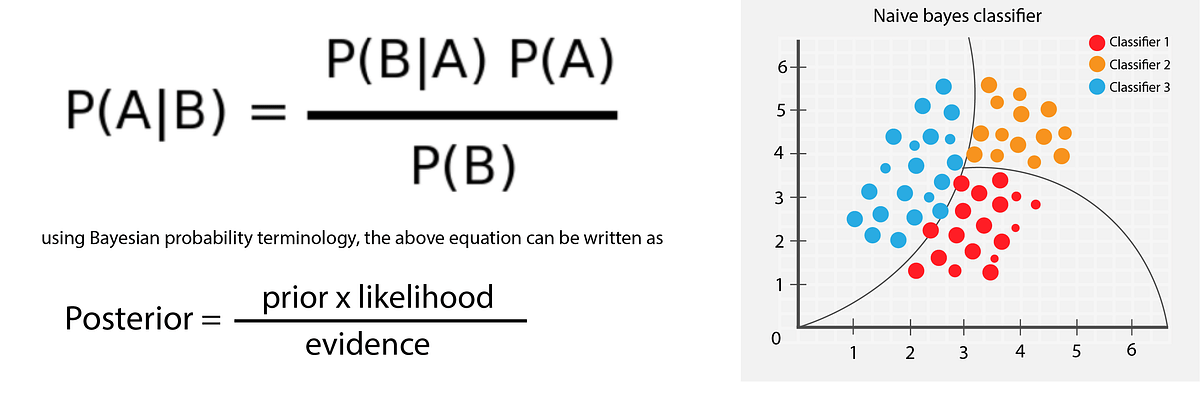 P(A|B) = P(B|A) P(A)
P(B)
using Bayesian probability terminology, the above equation can be written as
Posterior = prior x likelihood
evidence
Naive bayes classifier
Classifier 1
Classifier 2
Classifier 3
6
5
4
3
2
1
0
1 2 3 4 5 6